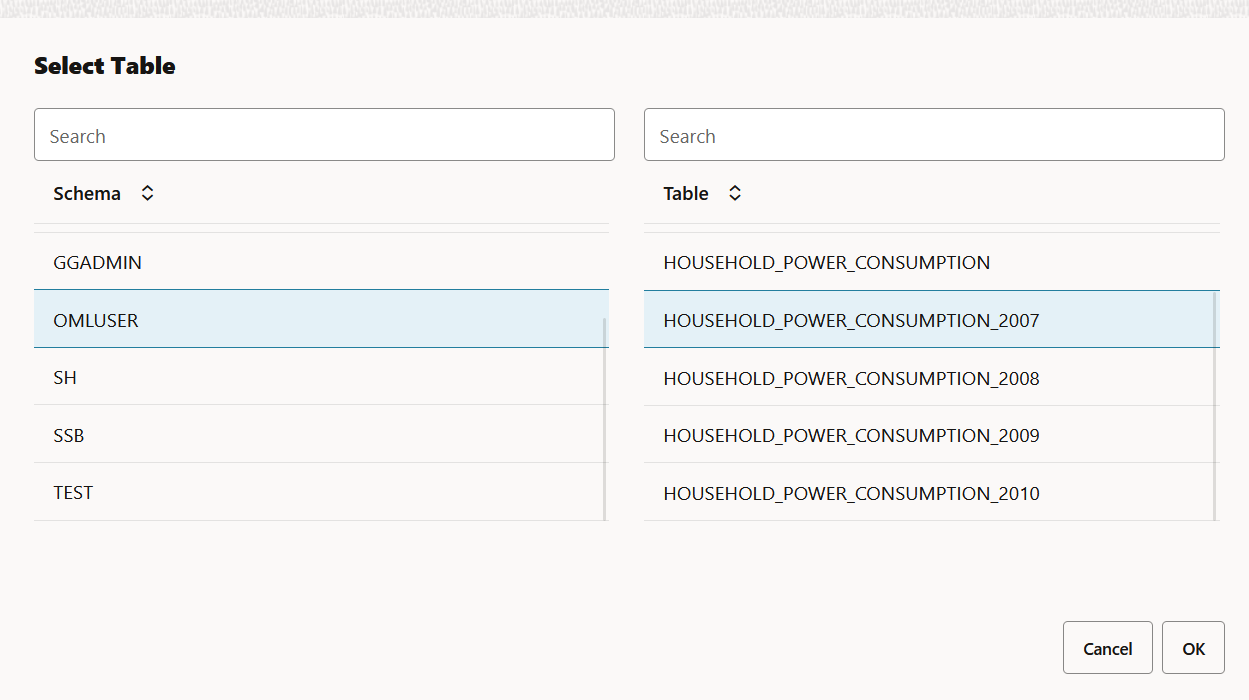 Select Table
Search
Search
Schema
Table
GGADMIN
HOUSEHOLD_POWER_CONSUMPTION
OMLUSER
HOUSEHOLD_POWER_CONSUMPTION_2007
SH
HOUSEHOLD_POWER_CONSUMPTION_2008
SSB
HOUSEHOLD_POWER_CONSUMPTION_2009
TEST
HOUSEHOLD_POWER_CONSUMPTION_2010
Cancel
OK